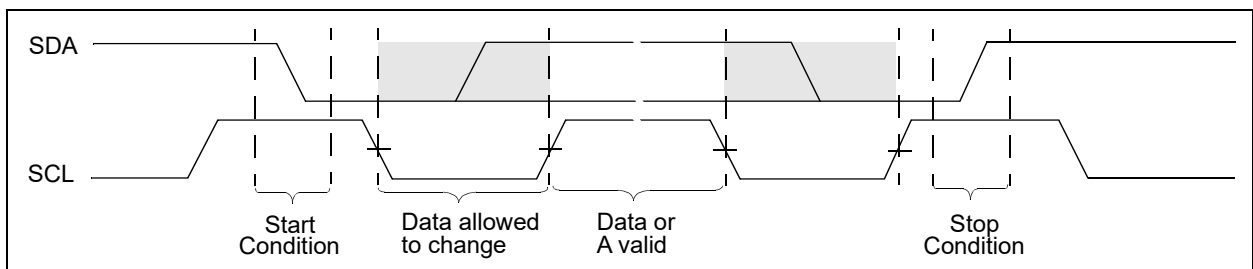 SDA
SCL
Start
Condition
Data allowed
to change
Data or
A valid
Stop
Condition